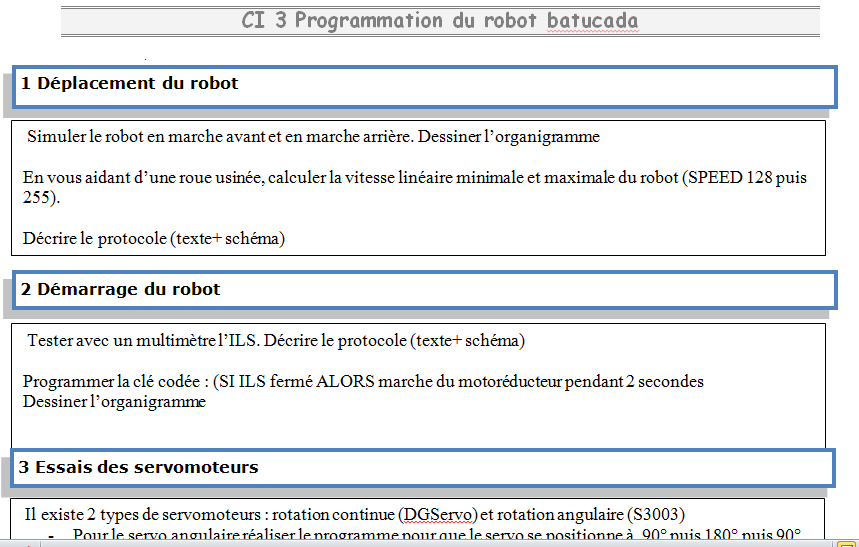 CI 3 Programmation du robot batucada
1 Déplacement du robot
Simuler le robot en marche avant et en marche arrière. Dessiner l'organigramme
En vous aidant d'une roue usinée, calculer la vitesse linéaire minimale et maximale du robot (SPEED 128 puis
255).
Décrire le protocole (texte+ schéma)
2 Démarrage du robot
Tester avec un multimètre l'ILS. Décrire le protocole (texte+ schéma)
Programmer la clé codée : (SI ILS fermé ALORS marche du motoréducteur pendant 2 secondes
Dessiner l'organigramme
3 Essais des servomoteurs
Il existe 2 types de servomoteurs : rotation continue (DGServo) et rotation angulaire (S3003)
- Pour le servo angulaire réaliser le programme pour que le servo se positionne à 90° puis 180° puis 90°